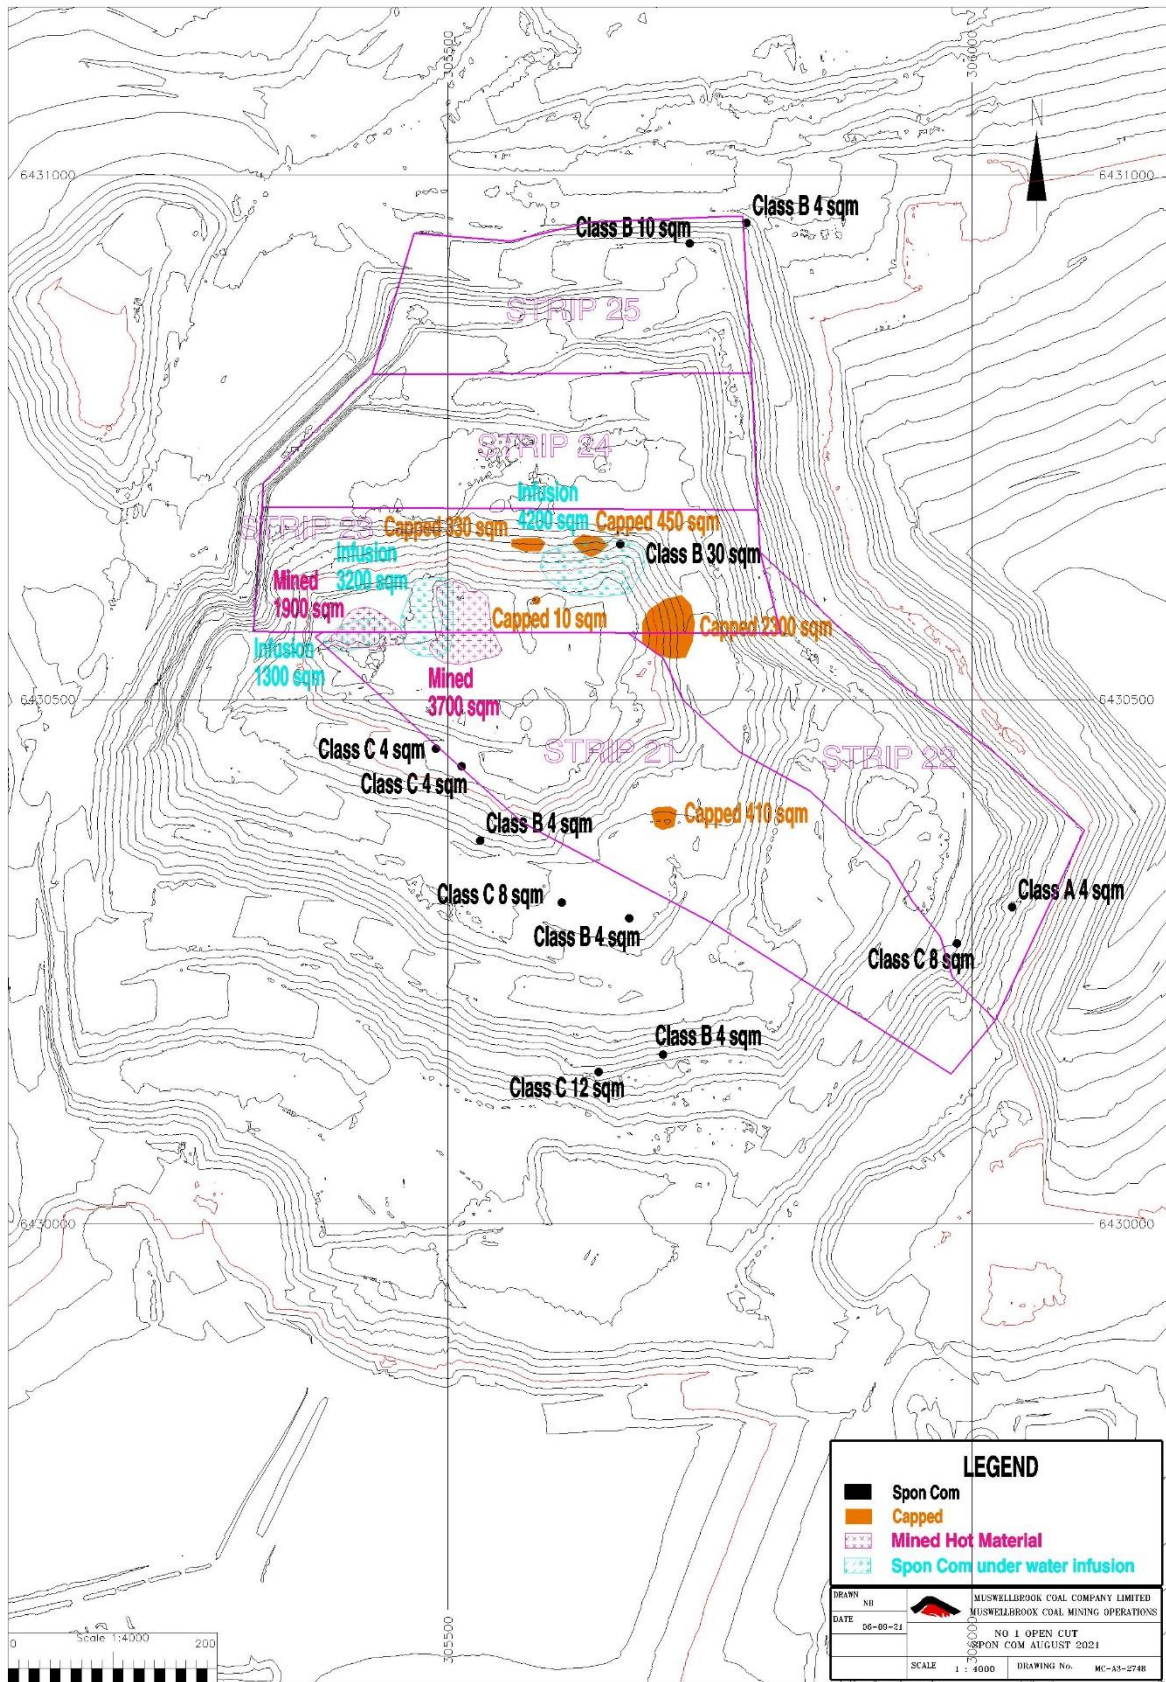 305500
306000
N
6431000
6431000
Class B 4 sqm
Class B 10 sqm
STRIP 25
STRIP 24
Infusion
4200 sqm
STRIP 23
Capped 330 sqm
Capped 450 sqm
Infusion
3200 sqm
Class B 30 sqm
Mined
1900 sqm
Capped 10 sqm
Capped 2300 sqm
Infusion
1300 sqm
Mined
3700 sqm
6430500
6430500
Class C 4 sqm
STRIP 21
STRIP 22
Class C 4 sqm
Capped 410 sqm
Class B 4 sqm
Class C 8 sqm
Class A 4 sqm
Class B 4 sqm
Class C 8 sqm
Class B 4 sqm
Class C 12 sqm
6430000
6430000
LEGEND
Spon Com
Capped
Mined Hot Material
Spon Com under water infusion
DRAWN
NB
DATE
06-09-21
MUSWELLBROOK COAL COMPANY LIMITED
MUSWELLBROOK COAL MINING OPERATIONS
NO 1 OPEN CUT
SPON COM AUGUST 2021
SCALE
1 : 4000
DRAWING No.
MC-A3-2748
0
Scale 1:4000
200
305500
306000